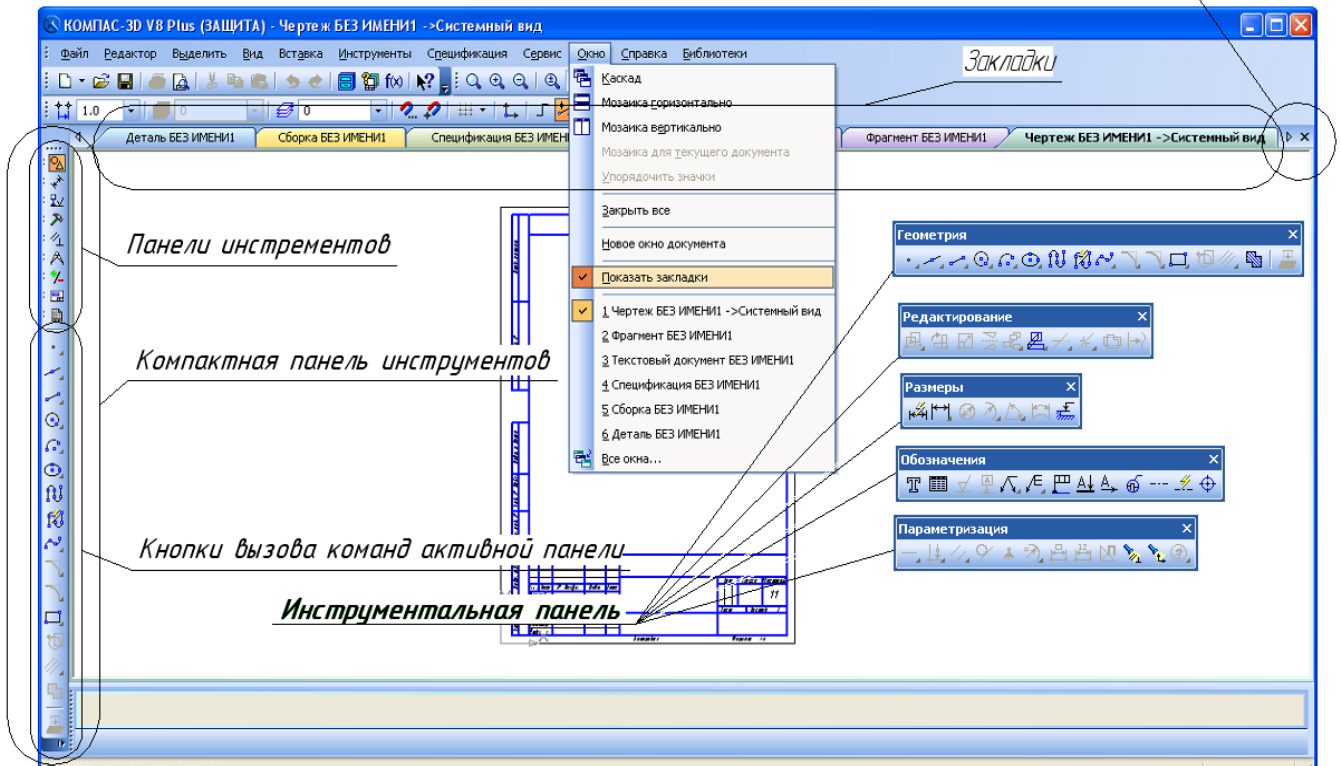 КОМПАС-3D V8 Plus (ЗАЩИТА) - Чертеж БЕЗ ИМЕНИ1 ->Системный вид
Файл Редактор Выделить Вид Вставка Инструменты Спецификация Сервис Окно Справка Библиотеки
Закладки
1.0 0 0
Деталь БЕЗ ИМЕНИ1 Сборка БЕЗ ИМЕНИ1 Спецификация БЕЗ ИМЕН Фрагмент БЕЗ ИМЕНИ1 Чертеж БЕЗ ИМЕНИ1 ->Системный вид
Каскад
Мозаика горизонтально
Мозаика вертикально
Мозаика для текущего документа
Упорядочить значки
Закрыть все
Новое окно документа
Показать закладки
1 Чертеж БЕЗ ИМЕНИ1 ->Системный вид
2 Фрагмент БЕЗ ИМЕНИ1
3 Текстовый документ БЕЗ ИМЕНИ1
4 Спецификация БЕЗ ИМЕНИ1
5 Сборка БЕЗ ИМЕНИ1
6 Деталь БЕЗ ИМЕНИ1
Все окна...
Панели инстрементов
Компактная панель инструментов
Кнопки вызова команд активной панели
Инструментальная панель
Геометрия
Редактирование
Размеры
Обозначения
Параметризация
11